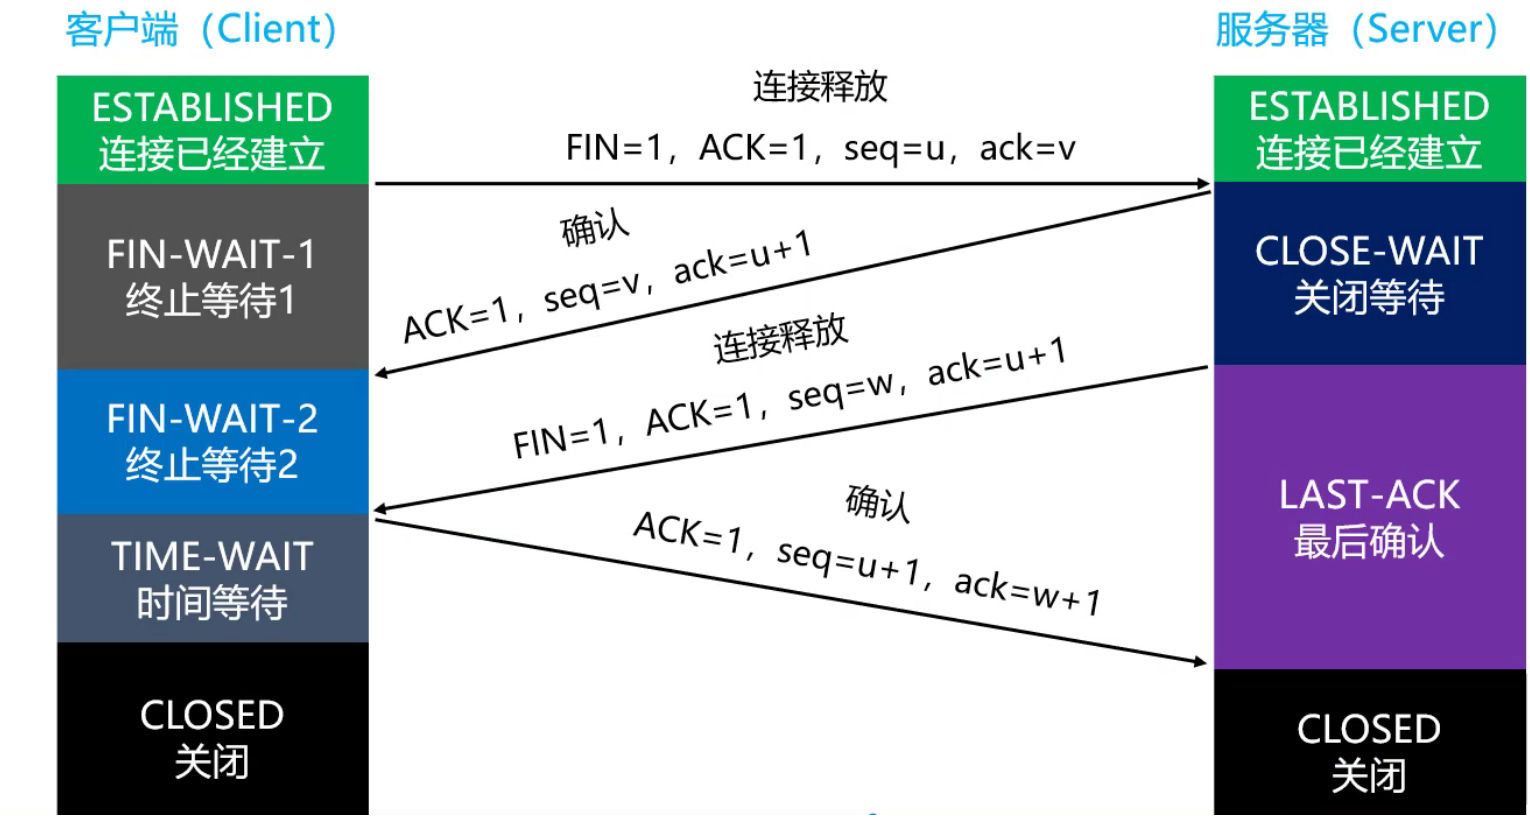 客户端（Client）
服务器（Server）
ESTABLISHED
连接已经建立
连接释放
FIN=1，ACK=1，seq=u，ack=v
ESTABLISHED
连接已经建立
FIN-WAIT-1
终止等待1
确认
ACK=1，seq=v，ack=u+1
CLOSE-WAIT
关闭等待
连接释放
FIN=1，ACK=1，seq=w，ack=u+1
FIN-WAIT-2
终止等待2
确认
ACK=1，seq=u+1，ack=w+1
LAST-ACK
最后确认
TIME-WAIT
时间等待
CLOSED
关闭
CLOSED
关闭